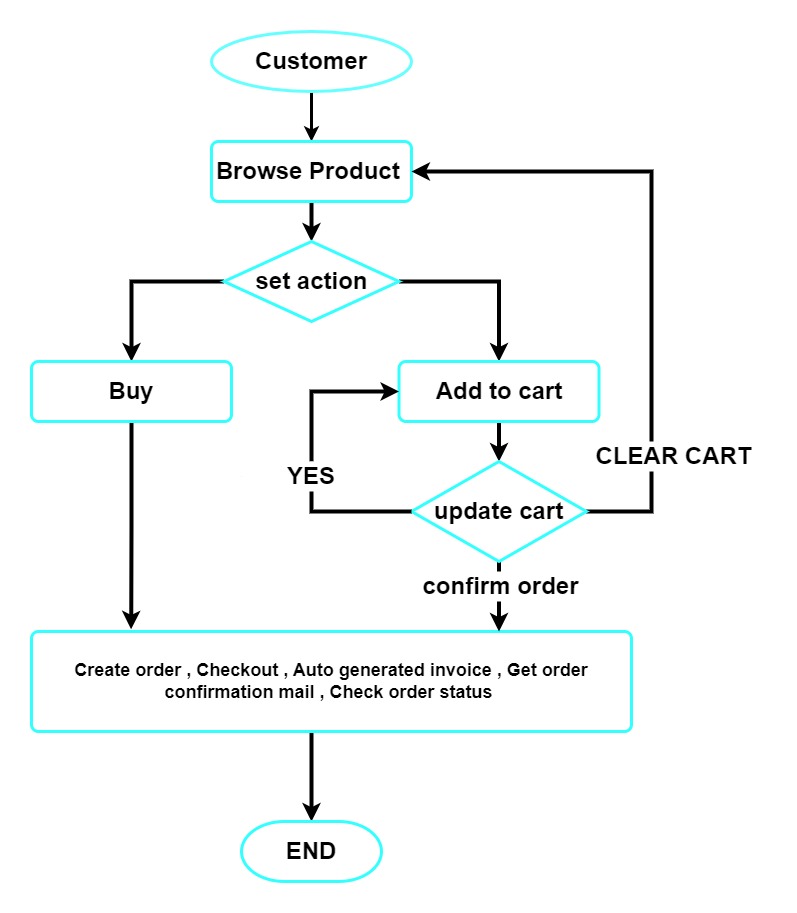 Customer
Browse Product
set action
Buy
Add to cart
CLEAR CART
YES
update cart
confirm order
Create order , Checkout , Auto generated invoice , Get order
confirmation mail , Check order status
END